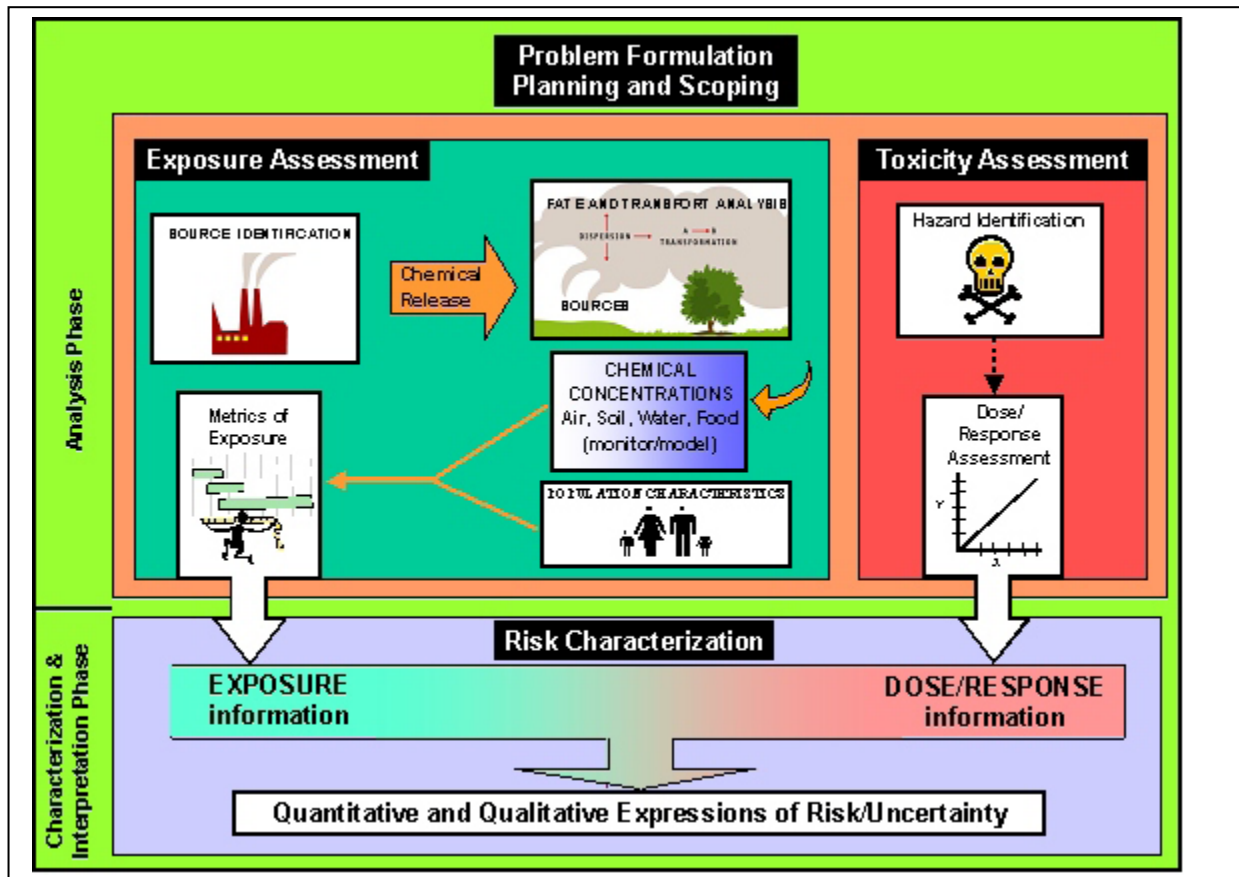 Problem Formulation
Planning and Scoping
Exposure Assessment
Toxicity Assessment
SOURCE IDENTIFICATION
Chemical
Release
FATE AND TRANSPORT ANALYSIS
DISPERSION
A
B
TRANSFORMATION
SOURCES
Hazard Identification
CHEMICAL
CONCENTRATIONS
Air, Soil, Water, Food
(monitor/model)
Metrics of
Exposure
POPULATION CHARACTERISTICS
Dose/
Response
Assessment
Y
X
Analysis Phase
Risk Characterization
EXPOSURE
information
DOSE/RESPONSE
information
Quantitative and Qualitative Expressions of Risk/Uncertainty
Characterization &
Interpretation Phase